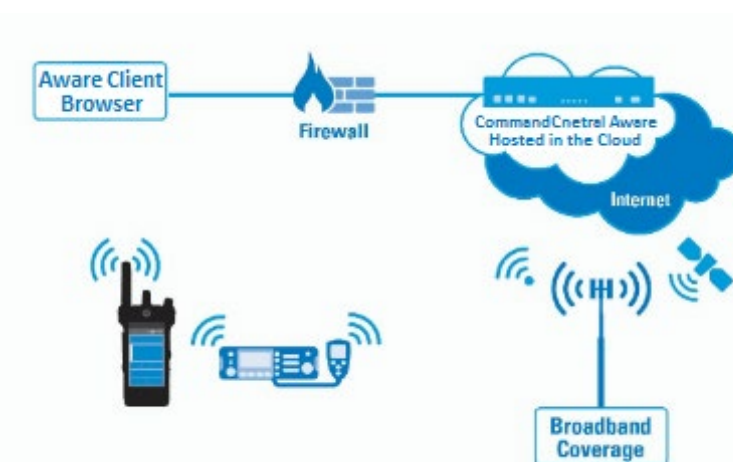 Aware Client
Browser
Firewall
CommandCnetral Aware
Hosted in the Cloud
Internet
Broadband
Coverage